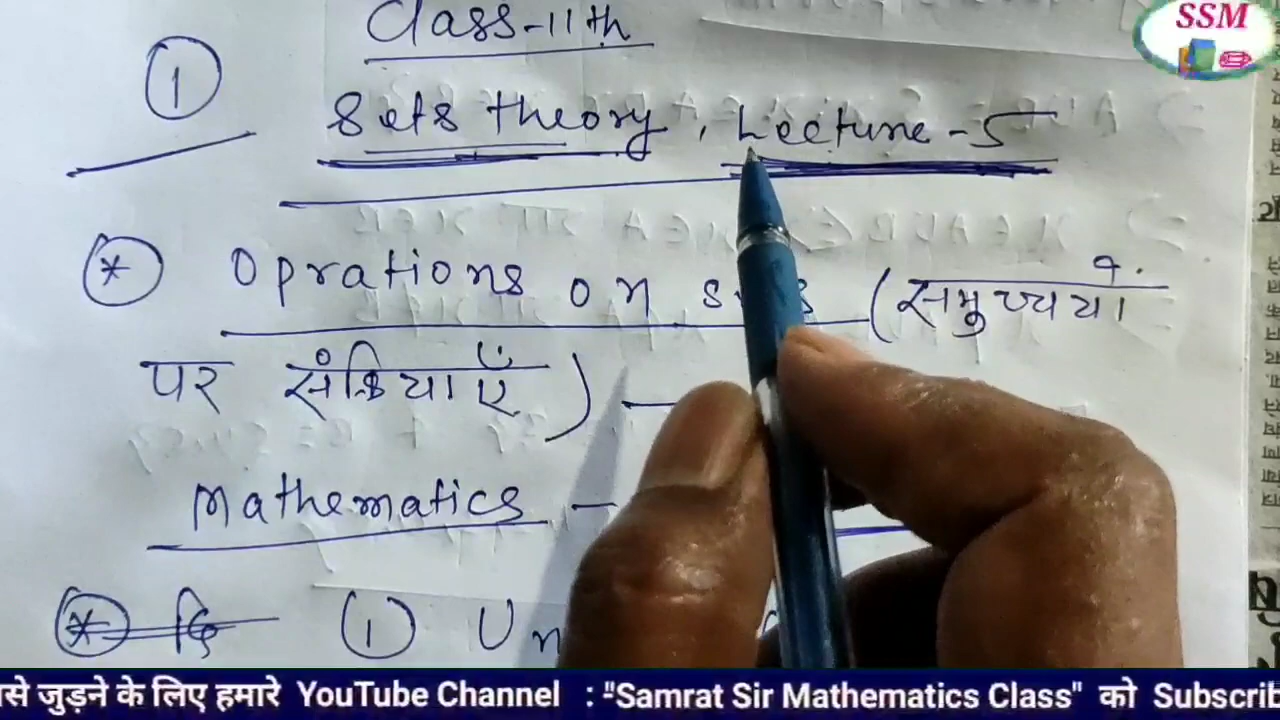 Class-11th
SSM
1
Sets theory, Lecture-5
* Oprations on sets (समुच्चयों
पर संक्रियाएँ) —
Mathematics —
* दि (1) Un
से जुड़ने के लिए हमारे YouTube Channel : "Samrat Sir Mathematics Class" को Subscrib